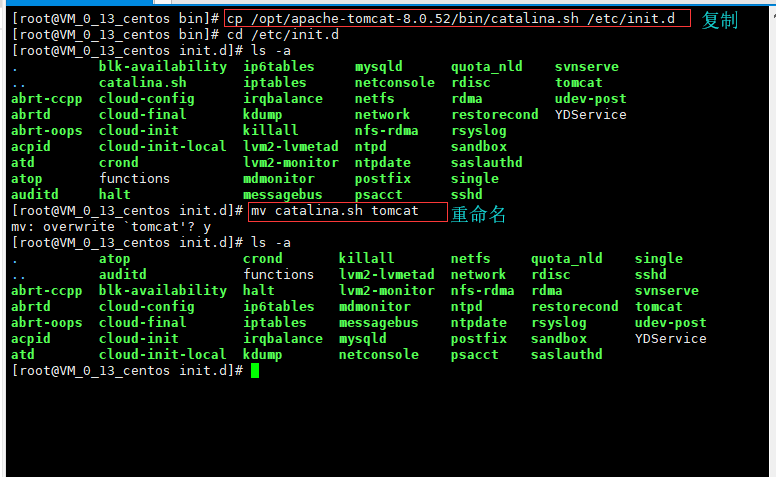 [root@VM_0_13_centos bin]# cp /opt/apache-tomcat-8.0.52/bin/catalina.sh /etc/init.d 复制
[root@VM_0_13_centos bin]# cd /etc/init.d
[root@VM_0_13_centos init.d]# ls -a
. blk-availability ip6tables mysqld quota_nld svnserve
.. catalina.sh iptables netconsole rdisc tomcat
abrt-ccpp cloud-config irqbalance netfs rdma udev-post
abrtd cloud-final kdump network restorecond YDService
abrt-oops cloud-init killall nfs-rdma rsyslog
acpid cloud-init-local lvm2-lvmetad ntpd sandbox
atd crond lvm2-monitor ntpdate saslauthd
atop functions mdmonitor postfix single
auditd halt messagebus psacct sshd
[root@VM_0_13_centos init.d]# mv catalina.sh tomcat 重命名
mv: overwrite `tomcat'? y
[root@VM_0_13_centos init.d]# ls -a
. atop crond killall netfs quota_nld single
.. auditd functions lvm2-lvmetad network rdisc sshd
abrt-ccpp blk-availability halt lvm2-monitor nfs-rdma rdma svnserve
abrtd cloud-config ip6tables mdmonitor ntpd restorecond tomcat
abrt-oops cloud-final iptables messagebus ntpdate rsyslog udev-post
acpid cloud-init irqbalance mysqld postfix sandbox YDService
atd cloud-init-local kdump netconsole psacct saslauthd
[root@VM_0_13_centos init.d]#